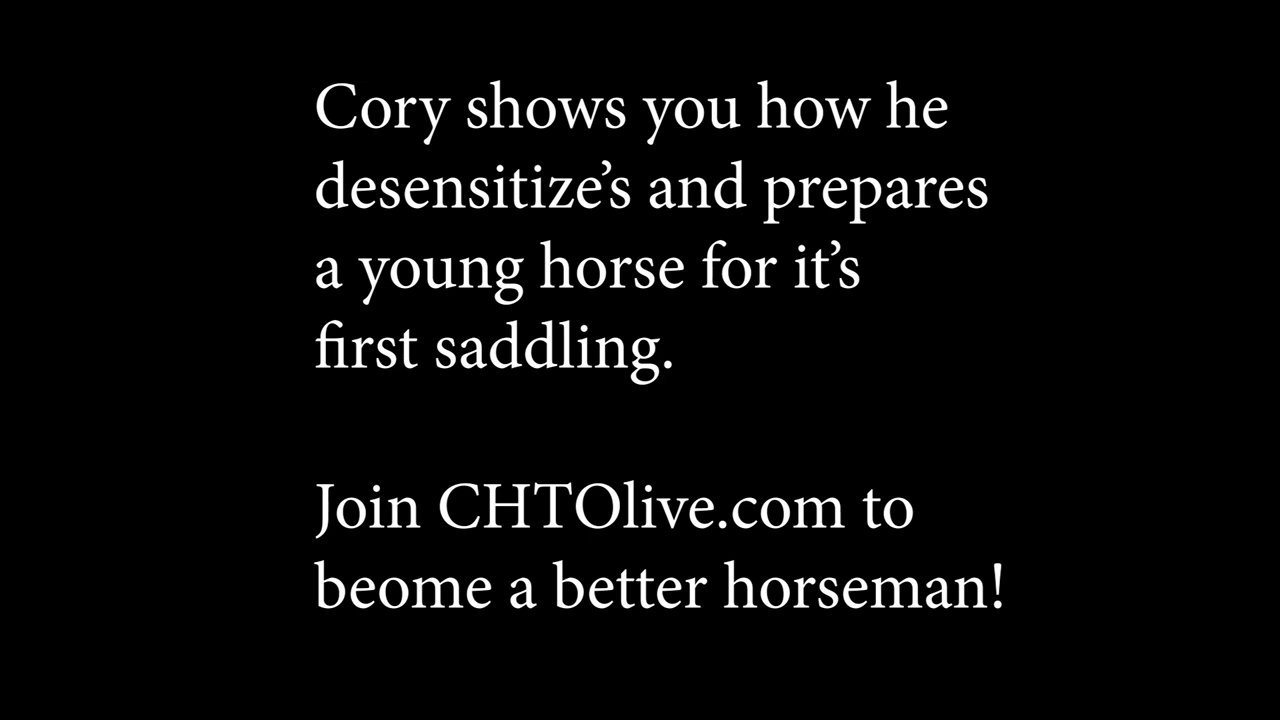 Cory shows you how he
desensitize’s and prepares
a young horse for it’s
first saddling.
Join CHTOlive.com to
beome a better horseman!